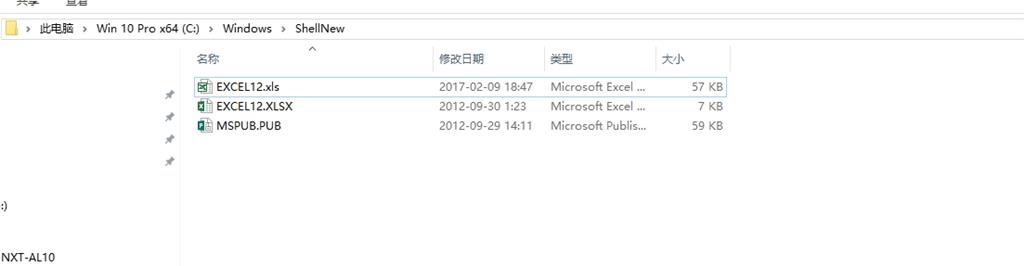 共享 查看
此电脑 Win 10 Pro x64 (C:) Windows ShellNew
名称 修改日期 类型 大小
EXCEL12.xls 2017-02-09 18:47 Microsoft Excel ... 57 KB
EXCEL12.XLSX 2012-09-30 1:23 Microsoft Excel ... 7 KB
MSPUB.PUB 2012-09-29 14:11 Microsoft Publis... 59 KB
:)
NXT-AL10